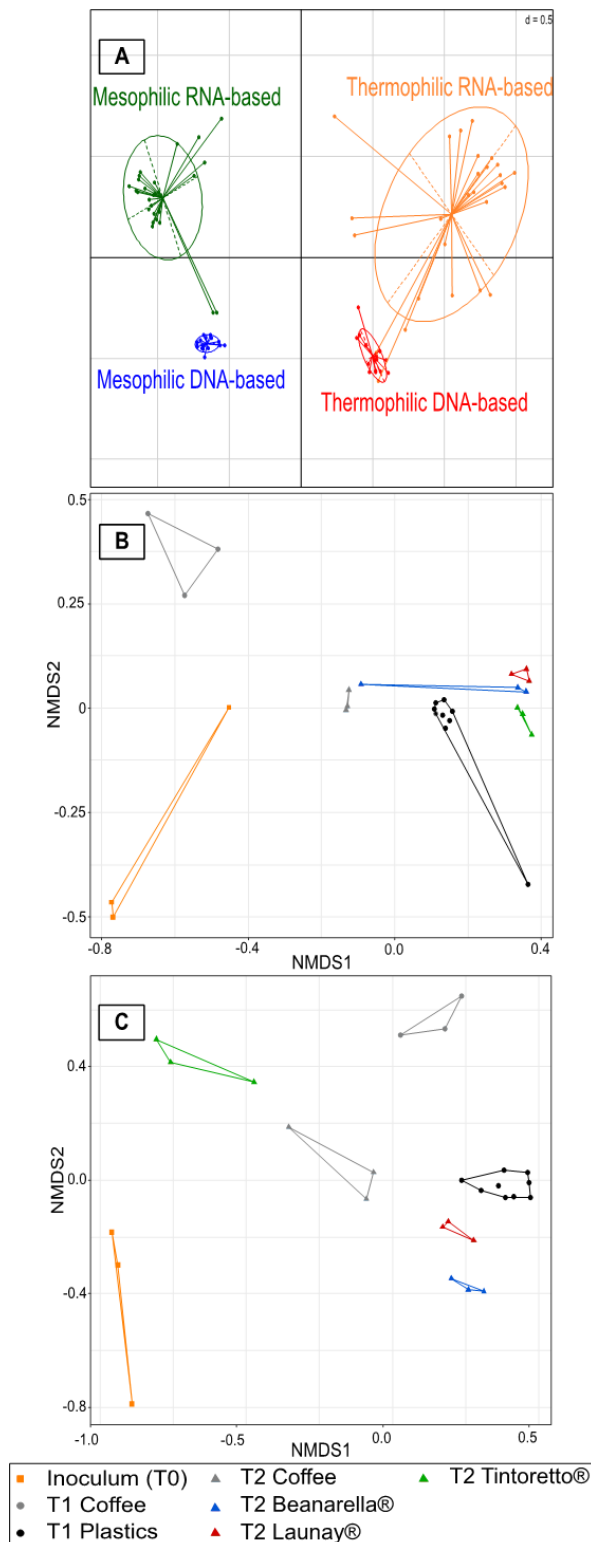 d = 0.5
A
Mesophilic RNA-based
Thermophilic RNA-based
Mesophilic DNA-based
Thermophilic DNA-based
B
0.5
0.25
0
-0.25
-0.5
NMDS2
-0.8
-0.4
0.0
0.4
NMDS1
C
0.4
0.0
-0.4
-0.8
NMDS2
-1.0
-0.5
0.0
0.5
NMDS1
Inoculum (T0)
T2 Coffee
T2 Tintoretto®
T1 Coffee
T2 Beanarella®
T1 Plastics
T2 Launay®